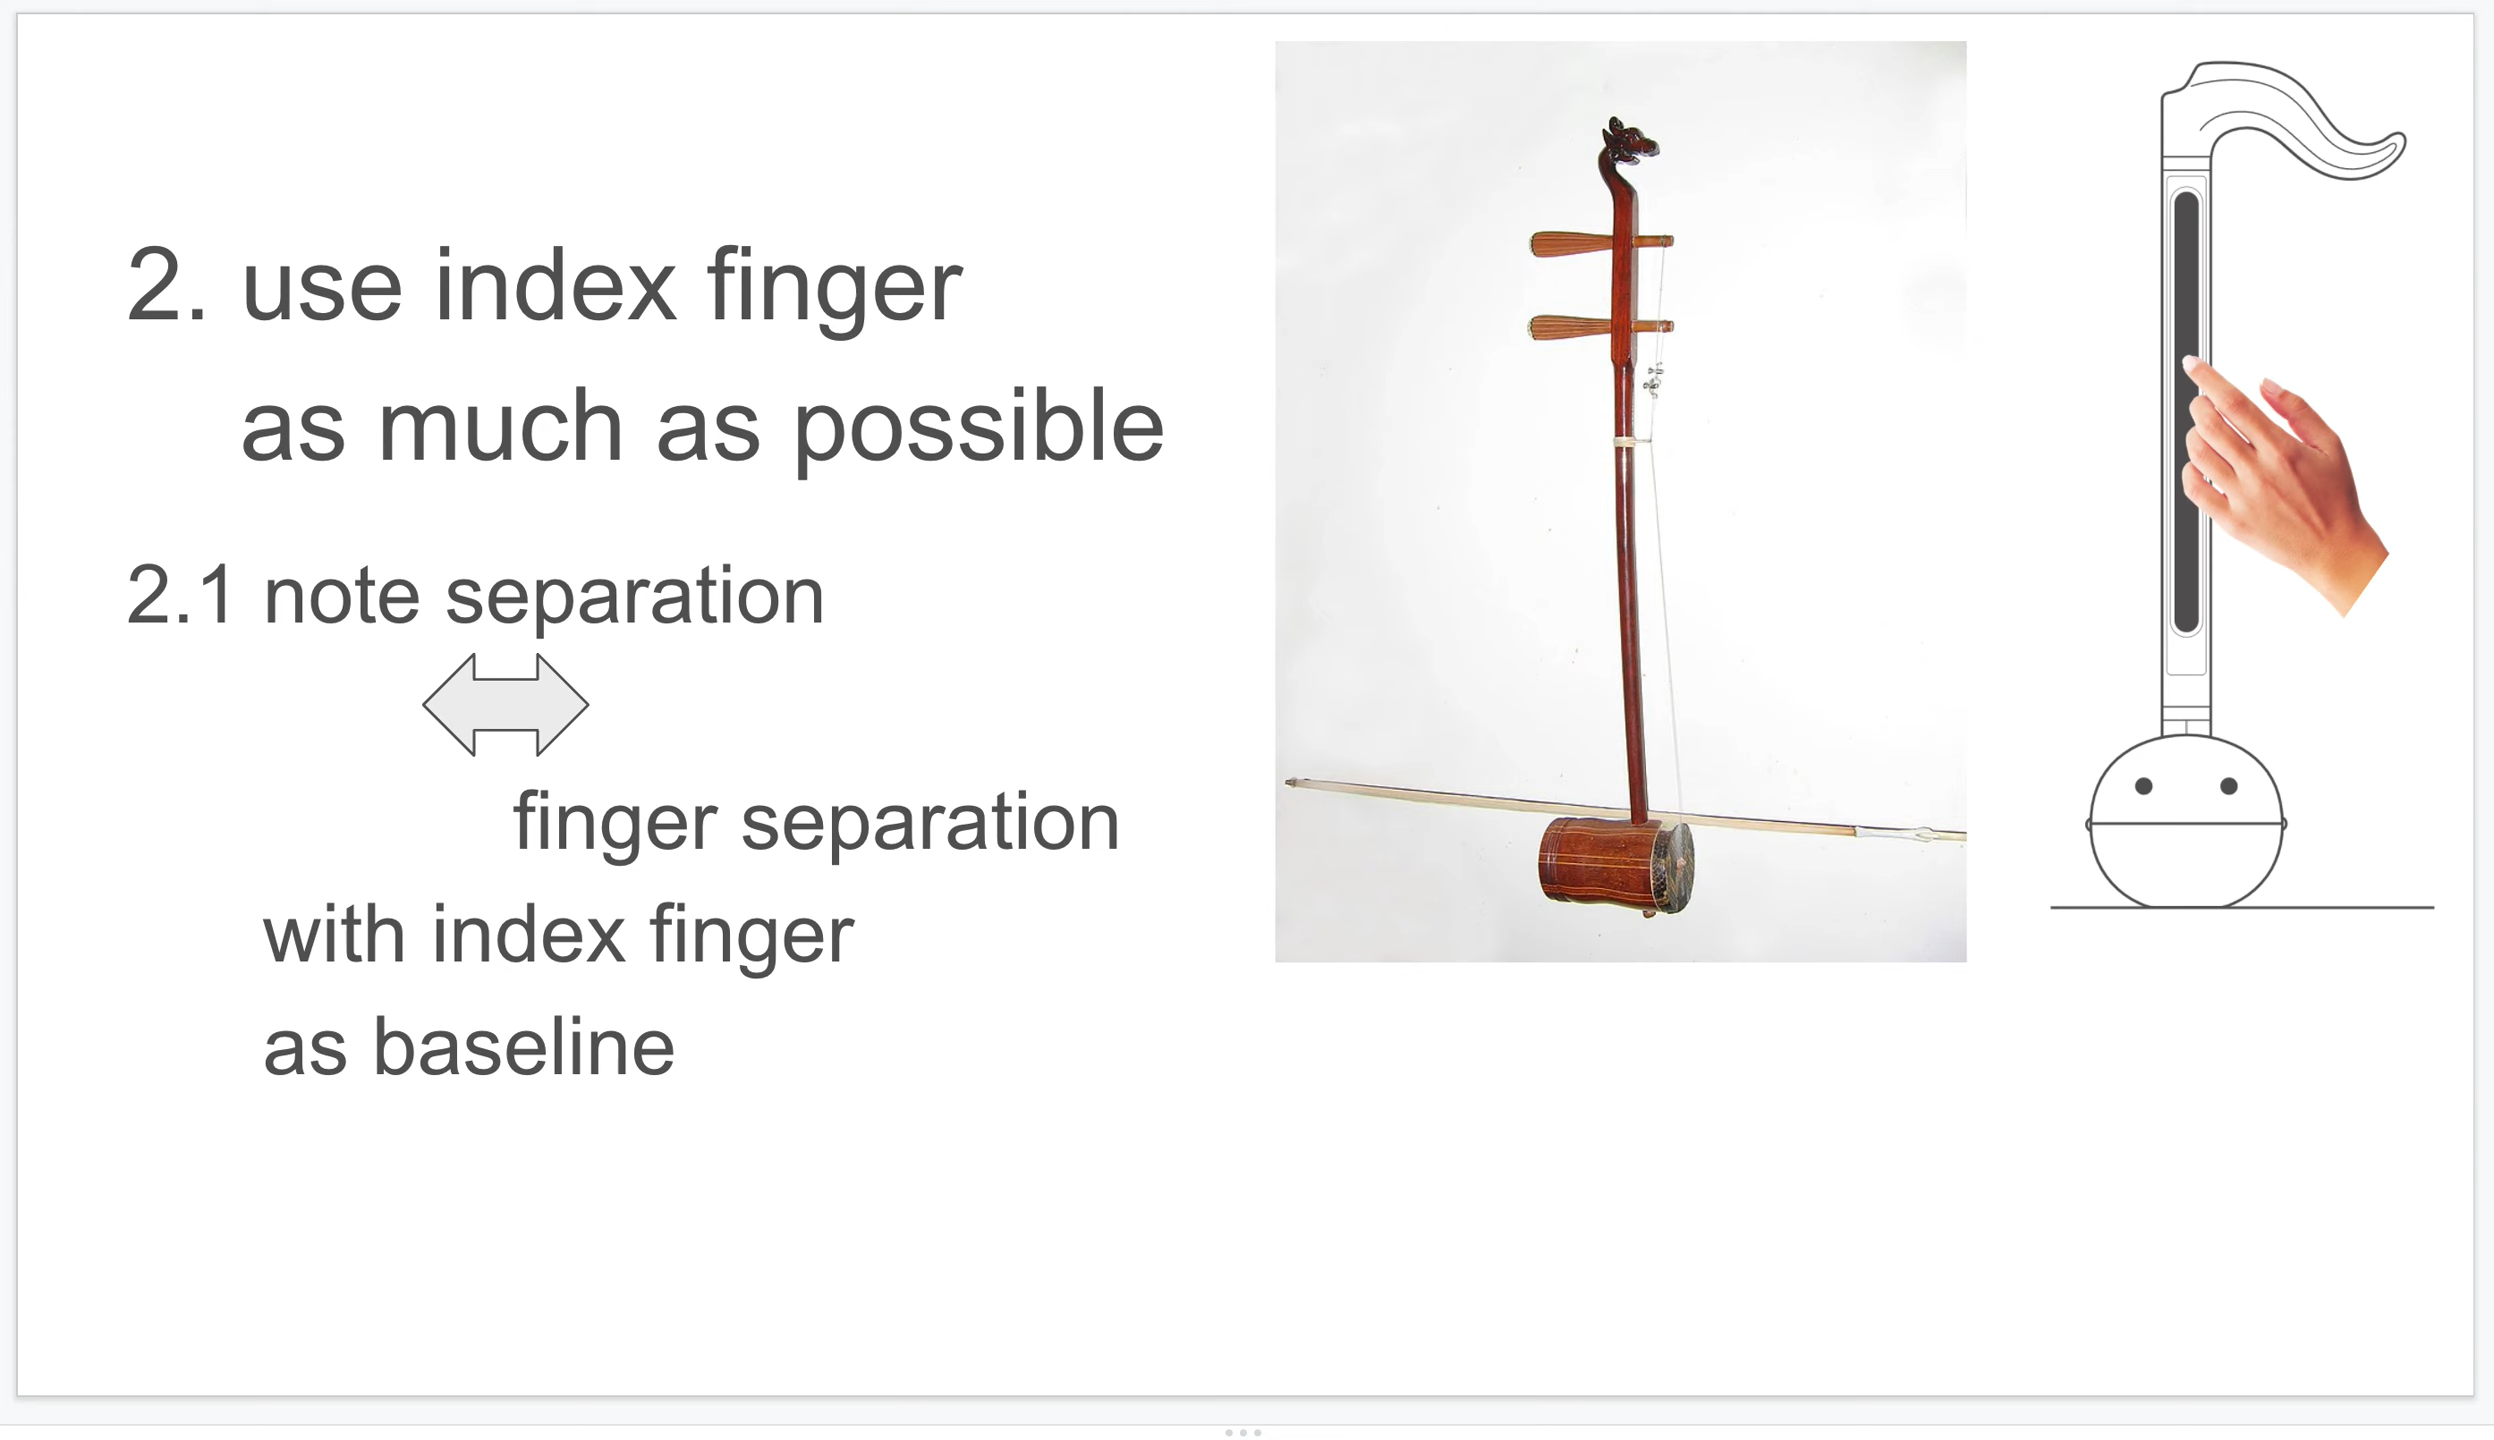 2. use index finger
as much as possible
2.1 note separation
finger separation
with index finger
as baseline